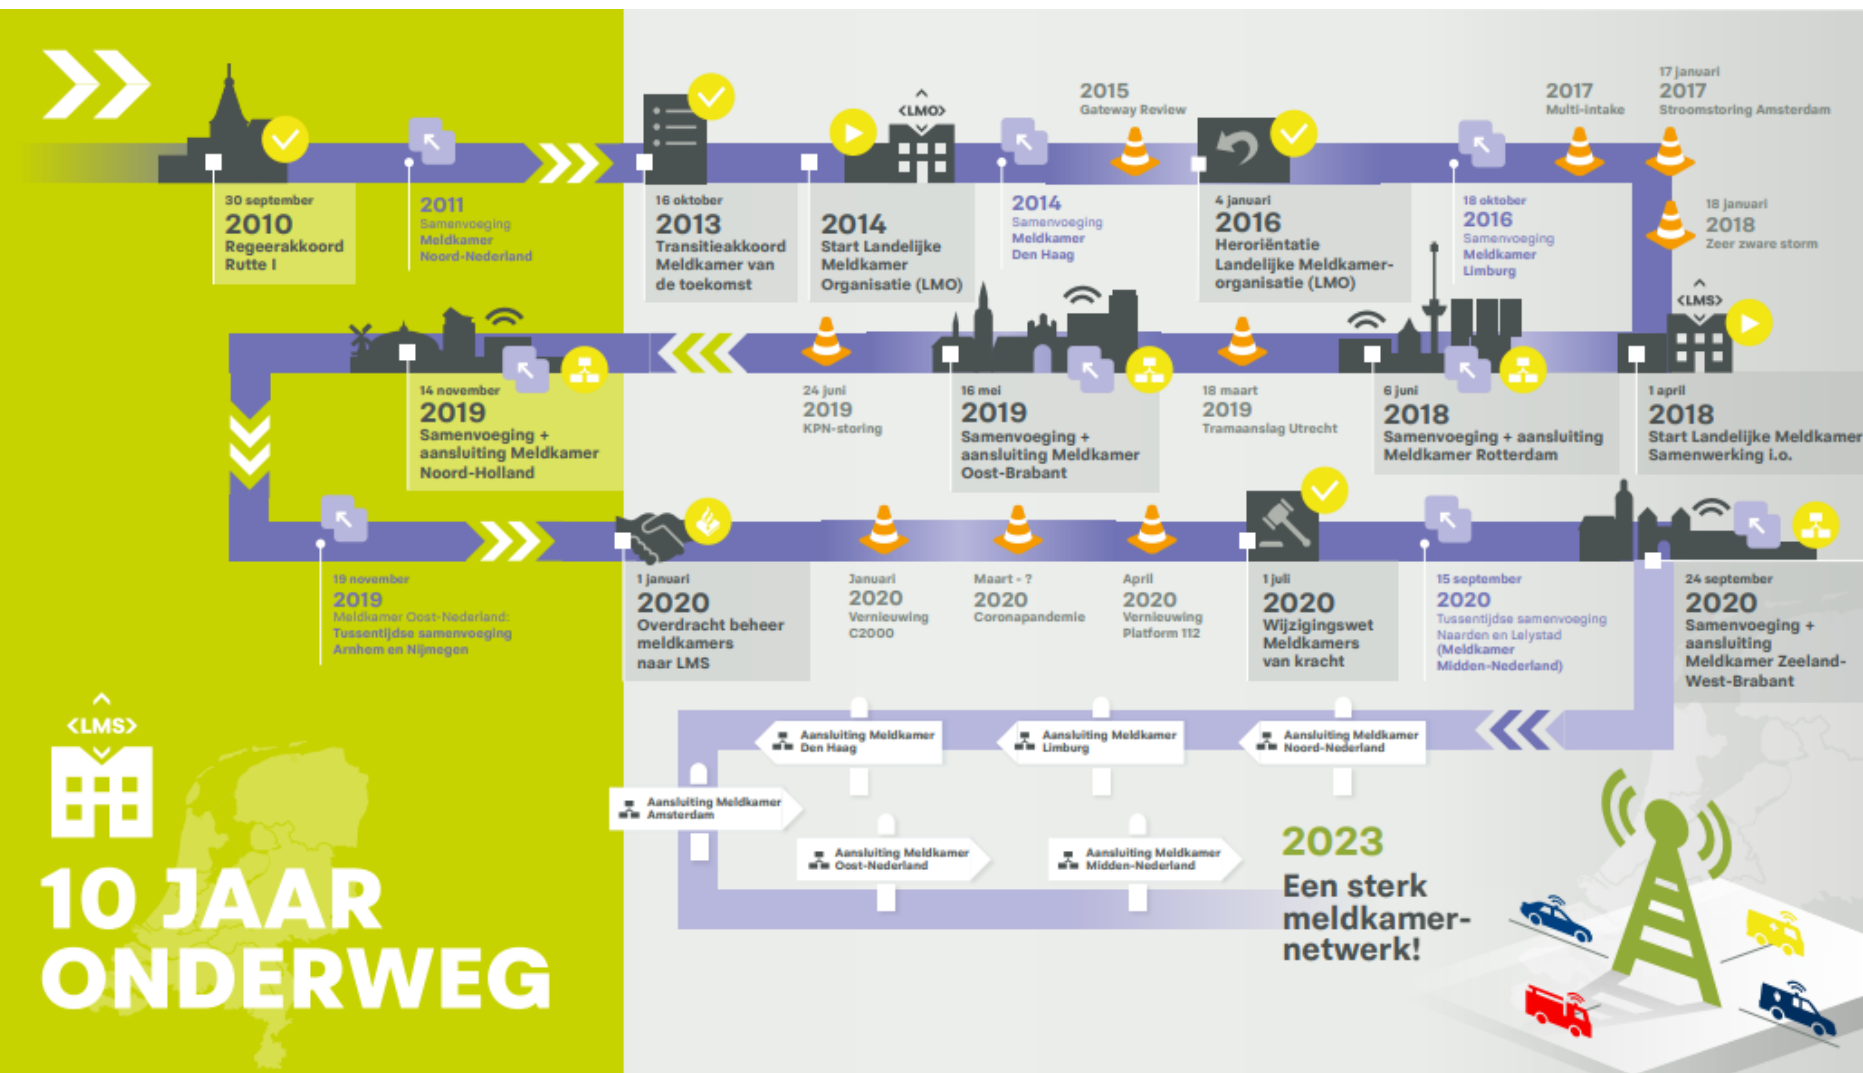 <LMO>
30 september
2010
Regeerakkoord
Rutte I
2011
Samenvoeging
Meldkamer
Noord-Nederland
16 oktober
2013
Transitieakkoord
Meldkamer van
de toekomst
2014
Start Landelijke
Meldkamer
Organisatie (LMO)
2014
Samenvoeging
Meldkamer
Den Haag
2015
Gateway Review
4 januari
2016
Heroriëntatie
Landelijke Meldkamer-
organisatie (LMO)
18 oktober
2016
Samenvoeging
Meldkamer
Limburg
2017
Multi-intake
17 januari
2017
Stroomstoring Amsterdam
18 januari
2018
Zeer zware storm
<LMS>
1 april
2018
Start Landelijke Meldkamer
Samenwerking i.o.
6 juni
2018
Samenvoeging + aansluiting
Meldkamer Rotterdam
18 maart
2019
Tramaanslag Utrecht
16 mei
2019
Samenvoeging +
aansluiting Meldkamer
Oost-Brabant
24 juni
2019
KPN-storing
14 november
2019
Samenvoeging +
aansluiting Meldkamer
Noord-Holland
19 november
2019
Meldkamer Oost-Nederland:
Tussentijdse samenvoeging
Arnhem en Nijmegen
1 januari
2020
Overdracht beheer
meldkamers
naar LMS
Januari
2020
Vernieuwing
C2000
Maart - ?
2020
Coronapandemie
April
2020
Vernieuwing
Platform 112
1 juli
2020
Wijzigingswet
Meldkamers
van kracht
15 september
2020
Tussentijdse samenvoeging
Naarden en Lelystad
(Meldkamer
Midden-Nederland)
24 september
2020
Samenvoeging +
aansluiting
Meldkamer Zeeland-
West-Brabant
Aansluiting Meldkamer
Noord-Nederland
Aansluiting Meldkamer
Limburg
Aansluiting Meldkamer
Den Haag
Aansluiting Meldkamer
Amsterdam
Aansluiting Meldkamer
Oost-Nederland
Aansluiting Meldkamer
Midden-Nederland
2023
Een sterk
meldkamer-
netwerk!
<LMS>
10 JAAR
ONDERWEG